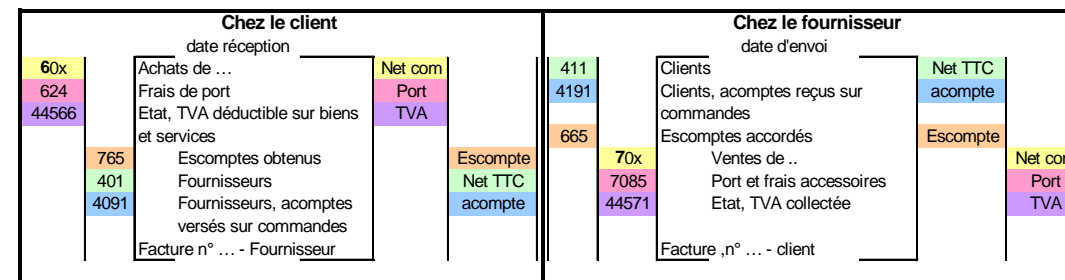 Chez le client
date réception
60x Achats de … Net com
624 Frais de port Port
44566 Etat, TVA déductible sur biens TVA
et services
765 Escomptes obtenus Escompte
401 Fournisseurs Net TTC
4091 Fournisseurs, acomptes acompte
versés sur commandes
Facture n° … - Fournisseur
Chez le fournisseur
date d'envoi
411 Clients Net TTC
4191 Clients, acomptes reçus sur acompte
commandes
665 Escomptes accordés Escompte
70x Ventes de .. Net com
7085 Port et frais accessoires Port
44571 Etat, TVA collectée TVA
Facture ,n° … - client